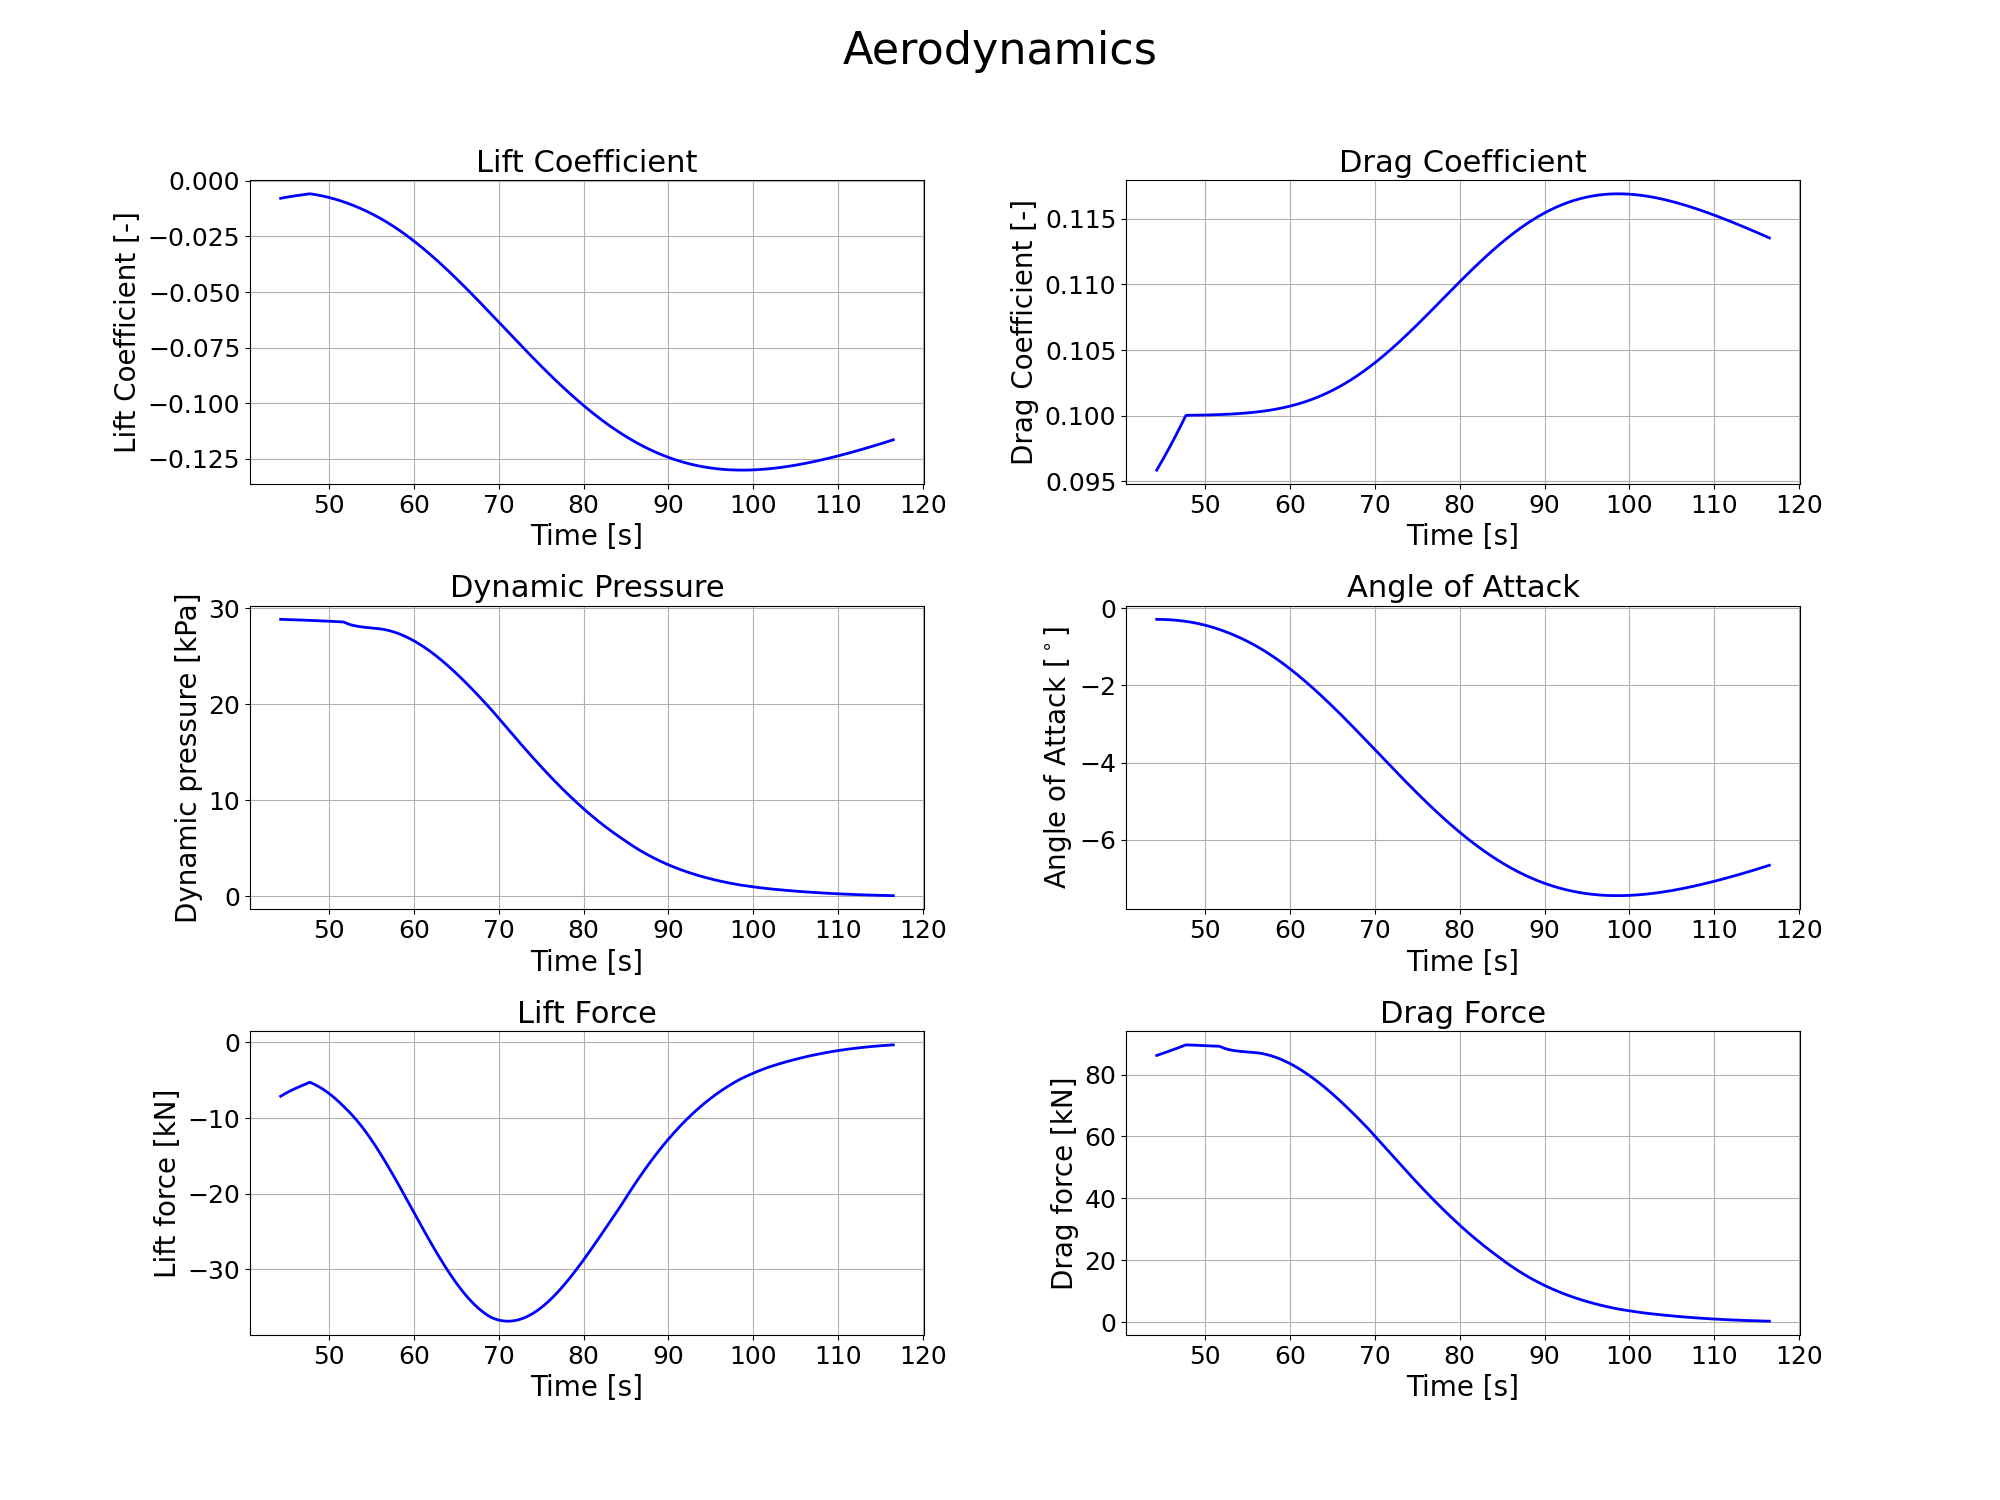 Aerodynamics
Lift Coefficient
Lift Coefficient [-]
0.000
−0.025
−0.050
−0.075
−0.100
−0.125
50 60 70 80 90 100 110 120
Time [s]
Drag Coefficient
Drag Coefficient [-]
0.115
0.110
0.105
0.100
0.095
50 60 70 80 90 100 110 120
Time [s]
Dynamic Pressure
Dynamic pressure [kPa]
30
20
10
0
50 60 70 80 90 100 110 120
Time [s]
Angle of Attack
Angle of Attack [°]
0
−2
−4
−6
50 60 70 80 90 100 110 120
Time [s]
Lift Force
Lift force [kN]
0
−10
−20
−30
50 60 70 80 90 100 110 120
Time [s]
Drag Force
Drag force [kN]
80
60
40
20
0
50 60 70 80 90 100 110 120
Time [s]